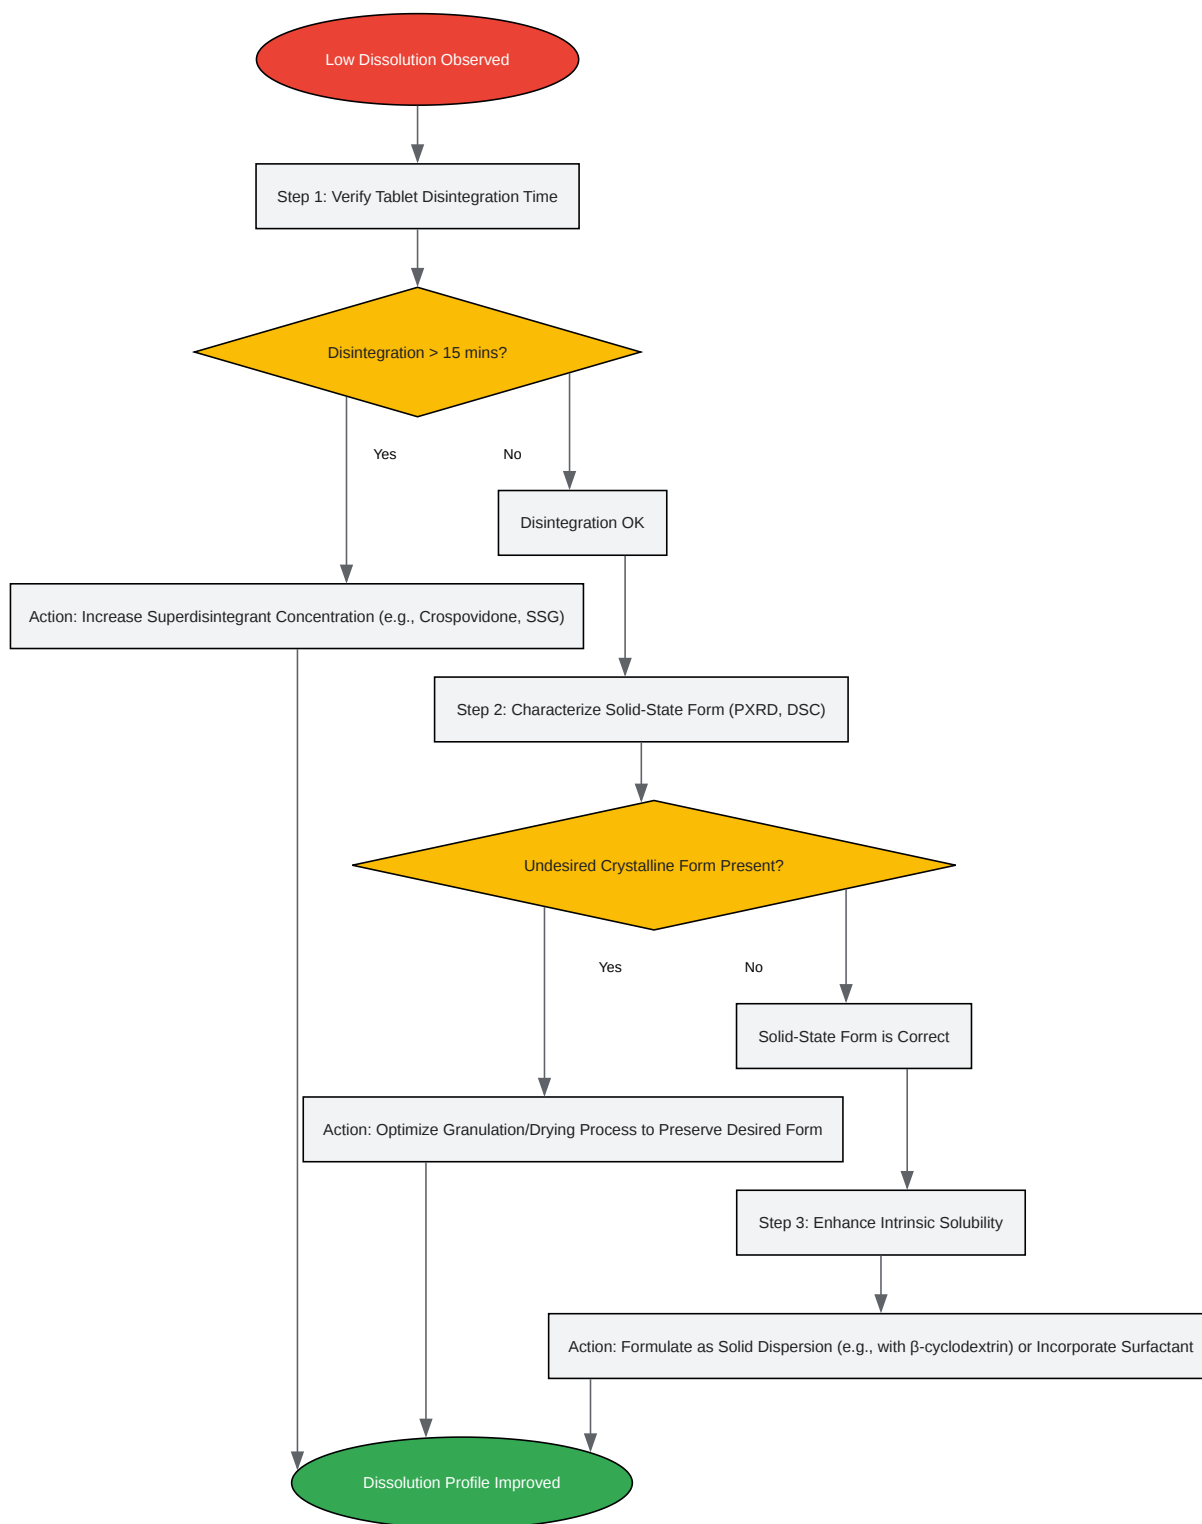 Low Dissolution Observed
Step 1: Verify Tablet Disintegration Time
Disintegration > 15 mins?
Yes
No
Disintegration OK
Action: Increase Superdisintegrant Concentration (e.g., Crospovidone, SSG)
Step 2: Characterize Solid-State Form (PXRD, DSC)
Undesired Crystalline Form Present?
Yes
No
Solid-State Form is Correct
Action: Optimize Granulation/Drying Process to Preserve Desired Form
Step 3: Enhance Intrinsic Solubility
Action: Formulate as Solid Dispersion (e.g., with β-cyclodextrin) or Incorporate Surfactant
Dissolution Profile Improved